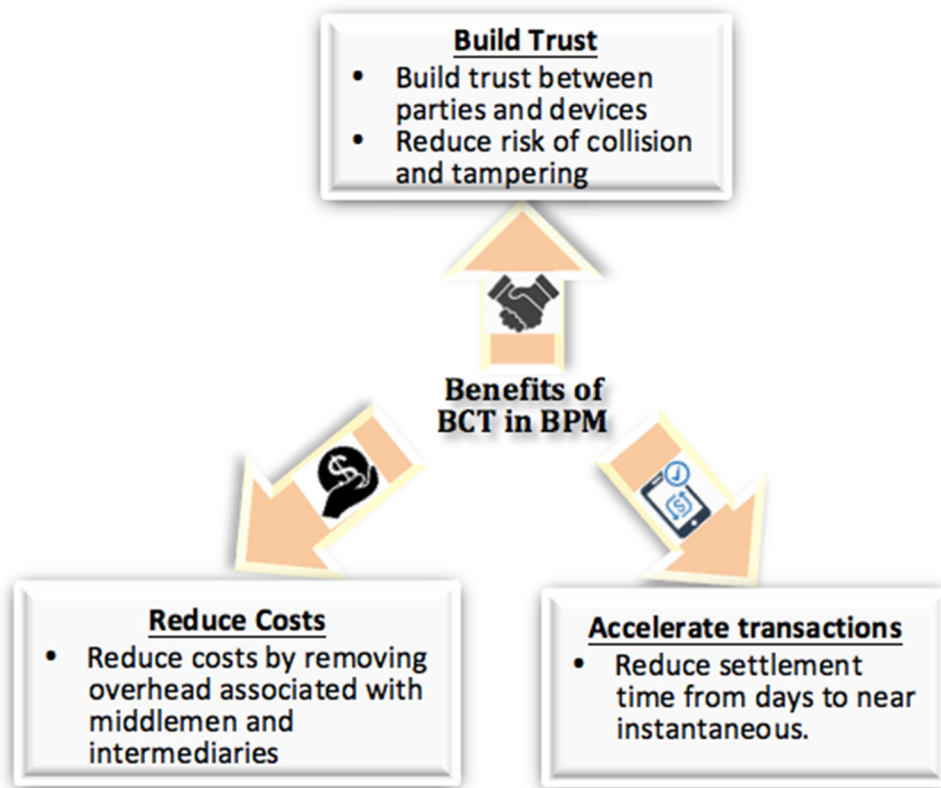 Build Trust
• Build trust between
parties and devices
• Reduce risk of collision
and tampering
Benefits of
BCT in BPM
Reduce Costs
• Reduce costs by removing
overhead associated with
middlemen and
intermediaries
Accelerate transactions
• Reduce settlement
time from days to near
instantaneous.